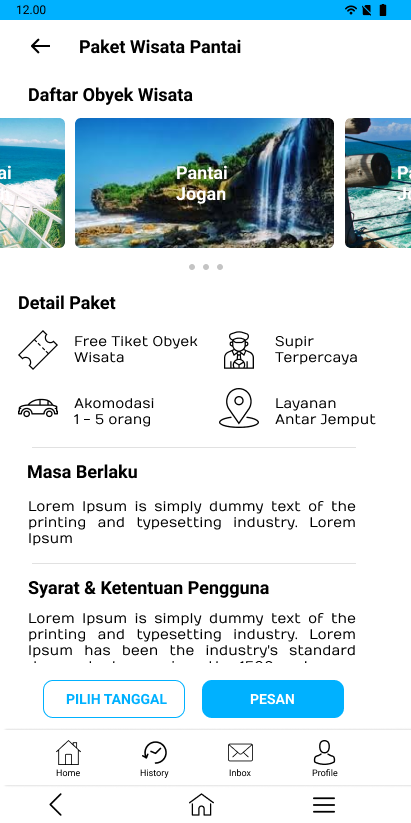 12.00
Paket Wisata Pantai
Daftar Obyek Wisata
ai
Pantai
Jogan
Pa
Jo
Detail Paket
Free Tiket Obyek
Wisata
Supir
Terpercaya
Akomodasi
1 - 5 orang
Layanan
Antar Jemput
Masa Berlaku
Lorem Ipsum is simply dummy text of the
printing and typesetting industry. Lorem
Ipsum
Syarat & Ketentuan Pengguna
Lorem Ipsum is simply dummy text of the
printing and typesetting industry. Lorem
Ipsum has been the industry's standard
PILIH TANGGAL
PESAN
Home
History
Inbox
Profile